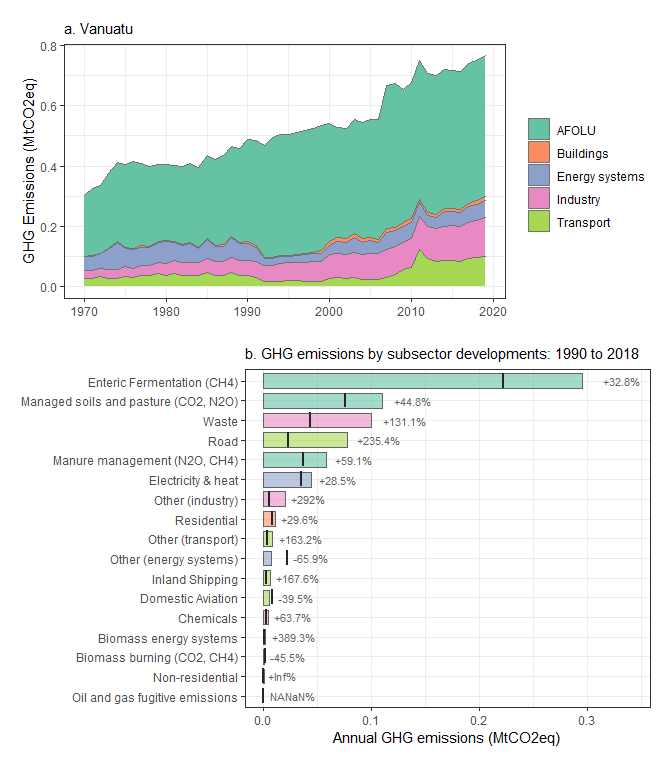 a. Vanuatu
GHG Emissions (MtCO2eq)
0.8
0.6
0.4
0.2
0.0
1970 1980 1990 2000 2010 2020
AFOLU
Buildings
Energy systems
Industry
Transport
b. GHG emissions by subsector developments: 1990 to 2018
Enteric Fermentation (CH4) +32.8%
Managed soils and pasture (CO2, N2O) +44.8%
Waste +131.1%
Road +235.4%
Manure management (N2O, CH4) +59.1%
Electricity & heat +28.5%
Other (industry) +292%
Residential +29.6%
Other (transport) +163.2%
Other (energy systems) -65.9%
Inland Shipping +167.6%
Domestic Aviation -39.5%
Chemicals +63.7%
Biomass energy systems +389.3%
Biomass burning (CO2, CH4) -45.5%
Non-residential +Inf%
Oil and gas fugitive emissions NANaN%
0.0 0.1 0.2 0.3
Annual GHG emissions (MtCO2eq)